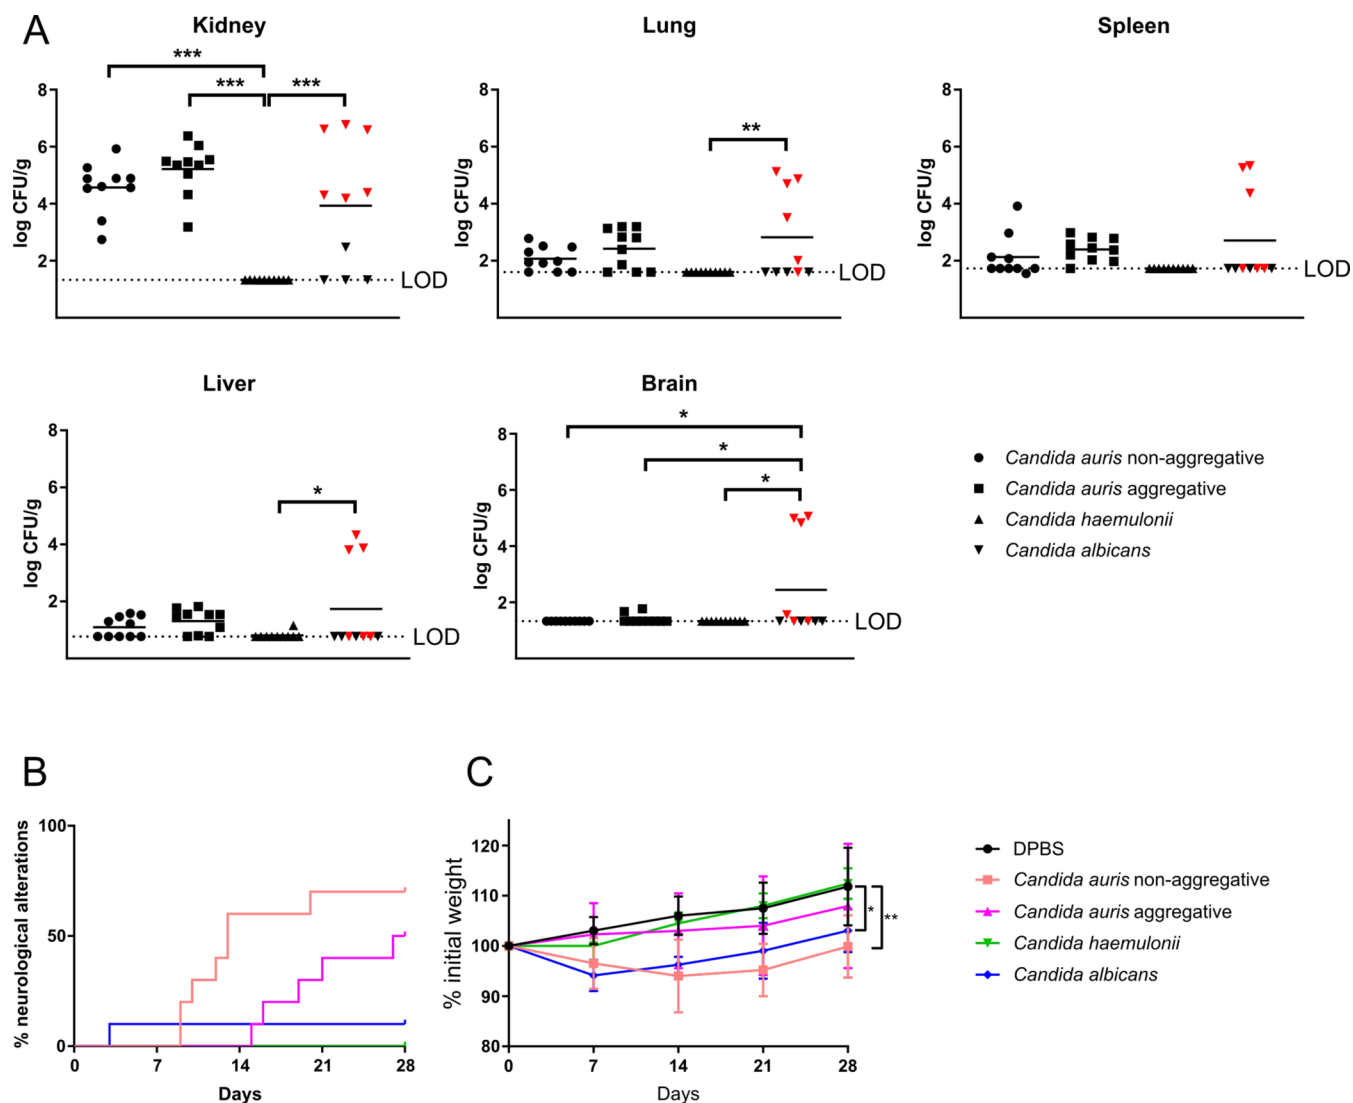 A
Kidney
Lung
Spleen
***
***
***
**
8
6
4
2
log CFU/g
LOD
8
6
4
2
log CFU/g
LOD
8
6
4
2
log CFU/g
LOD
Liver
Brain
*
*
*
*
8
6
4
2
log CFU/g
LOD
8
6
4
2
log CFU/g
LOD
Candida auris non-aggregative
Candida auris aggregative
Candida haemulonii
Candida albicans
B
100
50
0
% neurological alterations
0 7 14 21 28
Days
C
120
110
100
90
80
% initial weight
*
**
0 7 14 21 28
Days
DPBS
Candida auris non-aggregative
Candida auris aggregative
Candida haemulonii
Candida albicans